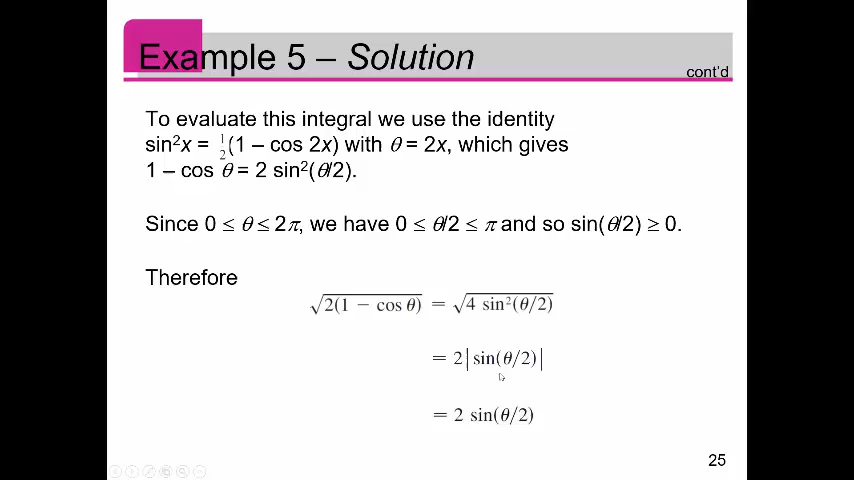 Example 5 – Solution
cont'd
To evaluate this integral we use the identity
sin²x = ½(1 – cos 2x) with θ = 2x, which gives
1 – cos θ = 2 sin²(θ/2).
Since 0 ≤ θ ≤ 2π, we have 0 ≤ θ/2 ≤ π and so sin(θ/2) ≥ 0.
Therefore
√2(1 − cos θ) = √4 sin²(θ/2)
= 2|sin(θ/2)|
= 2 sin(θ/2)
25